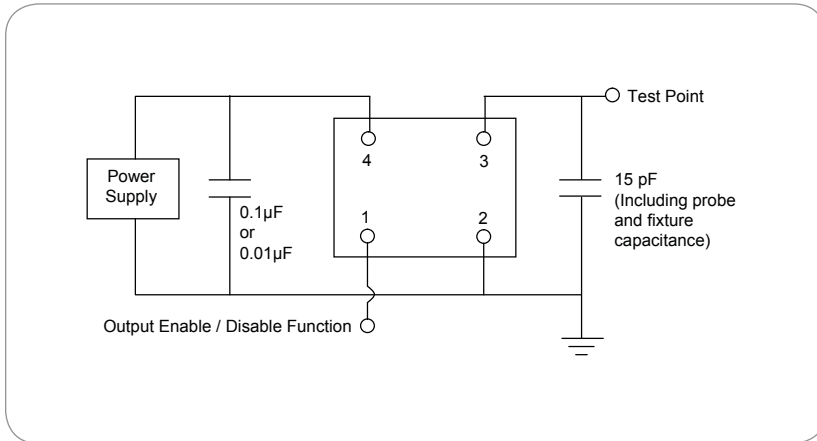 Test Point
4
3
Power
Supply
0.1µF
or
0.01µF
1
2
15 pF
(Including probe
and fixture
capacitance)
Output Enable / Disable Function